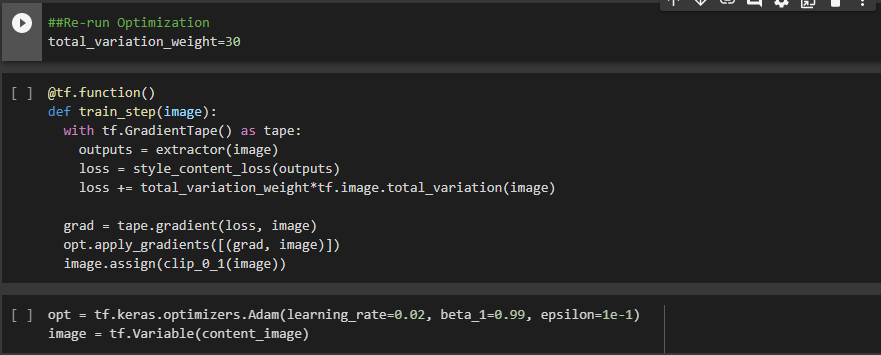 ##Re-run Optimization
total_variation_weight=30
[ ] @tf.function()
def train_step(image):
  with tf.GradientTape() as tape:
    outputs = extractor(image)
    loss = style_content_loss(outputs)
    loss += total_variation_weight*tf.image.total_variation(image)
  grad = tape.gradient(loss, image)
  opt.apply_gradients([(grad, image)])
  image.assign(clip_0_1(image))
[ ] opt = tf.keras.optimizers.Adam(learning_rate=0.02, beta_1=0.99, epsilon=1e-1)
image = tf.Variable(content_image)